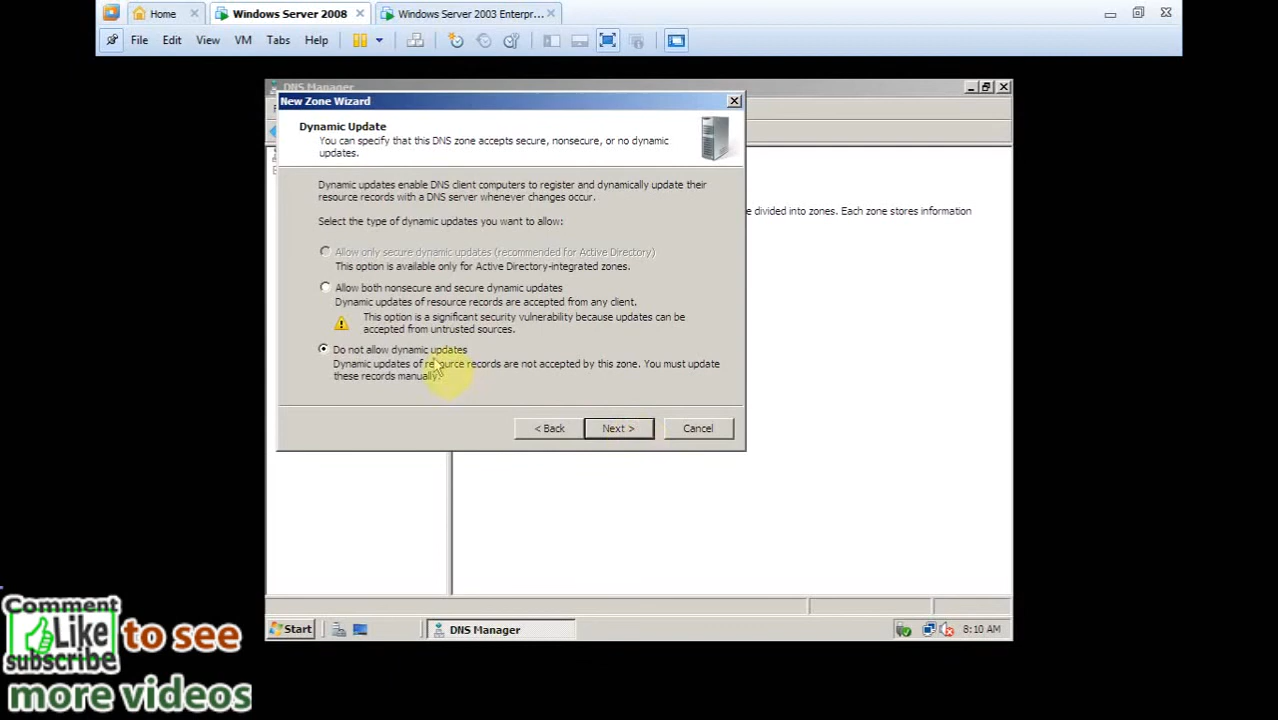 Home
Windows Server 2008
Windows Server 2003 Enterpr...
File Edit View VM Tabs Help
DNS Manager
New Zone Wizard
Dynamic Update
You can specify that this DNS zone accepts secure, nonsecure, or no dynamic
updates.
Dynamic updates enable DNS client computers to register and dynamically update their
resource records with a DNS server whenever changes occur.
e divided into zones. Each zone stores information
Select the type of dynamic updates you want to allow:
Allow only secure dynamic updates (recommended for Active Directory)
This option is available only for Active Directory-integrated zones.
Allow both nonsecure and secure dynamic updates
Dynamic updates of resource records are accepted from any client.
This option is a significant security vulnerability because updates can be
accepted from untrusted sources.
Do not allow dynamic updates
Dynamic updates of resource records are not accepted by this zone. You must update
these records manually.
< Back
Next >
Cancel
Start
DNS Manager
8:10 AM
Comment
Like
subscribe
to see
more videos